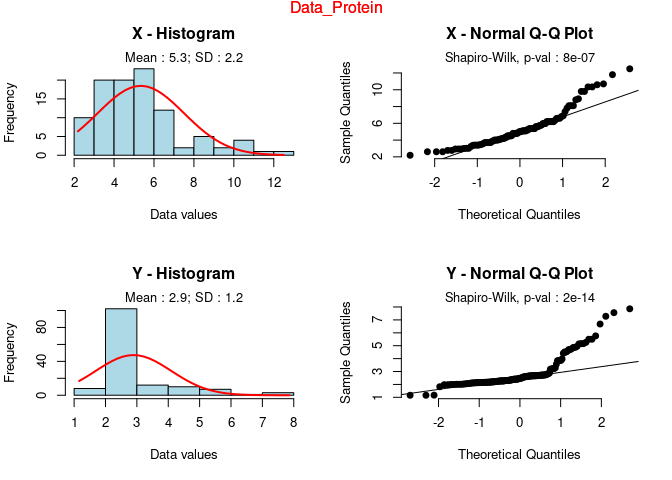 Data_Protein
X - Histogram
Mean : 5.3; SD : 2.2
Frequency
0 5 15
2 4 6 8 10 12
Data values
X - Normal Q-Q Plot
Shapiro-Wilk, p-val : 8e-07
Sample Quantiles
2 6 10
-2 -1 0 1 2
Theoretical Quantiles
Y - Histogram
Mean : 2.9; SD : 1.2
Frequency
0 40 80
1 2 3 4 5 6 7 8
Data values
Y - Normal Q-Q Plot
Shapiro-Wilk, p-val : 2e-14
Sample Quantiles
1 3 5 7
-2 -1 0 1 2
Theoretical Quantiles